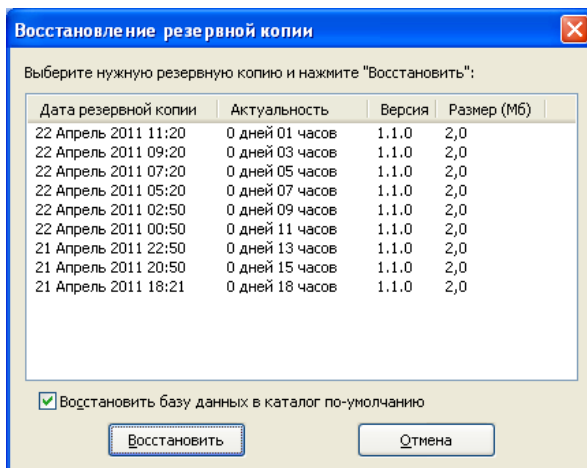 Восстановление резервной копии
Выберите нужную резервную копию и нажмите "Восстановить":
Дата резервной копии Актуальность Версия Размер (Мб)
22 Апрель 2011 11:20 0 дней 01 часов 1.1.0 2,0
22 Апрель 2011 09:20 0 дней 03 часов 1.1.0 2,0
22 Апрель 2011 07:20 0 дней 05 часов 1.1.0 2,0
22 Апрель 2011 05:20 0 дней 07 часов 1.1.0 2,0
22 Апрель 2011 02:50 0 дней 09 часов 1.1.0 2,0
22 Апрель 2011 00:50 0 дней 11 часов 1.1.0 2,0
21 Апрель 2011 22:50 0 дней 13 часов 1.1.0 2,0
21 Апрель 2011 20:50 0 дней 15 часов 1.1.0 2,0
21 Апрель 2011 18:21 0 дней 18 часов 1.1.0 2,0
Восстановить базу данных в каталог по-умолчанию
Восстановить Отмена